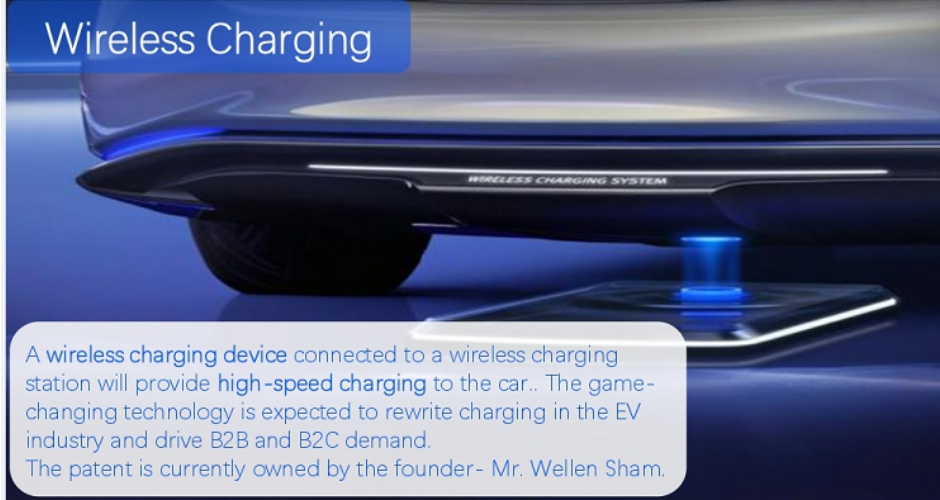 Wireless Charging
WIRELESS CHARGING SYSTEM
A wireless charging device connected to a wireless charging
station will provide high-speed charging to the car.. The game-
changing technology is expected to rewrite charging in the EV
industry and drive B2B and B2C demand.
The patent is currently owned by the founder- Mr. Wellen Sham.